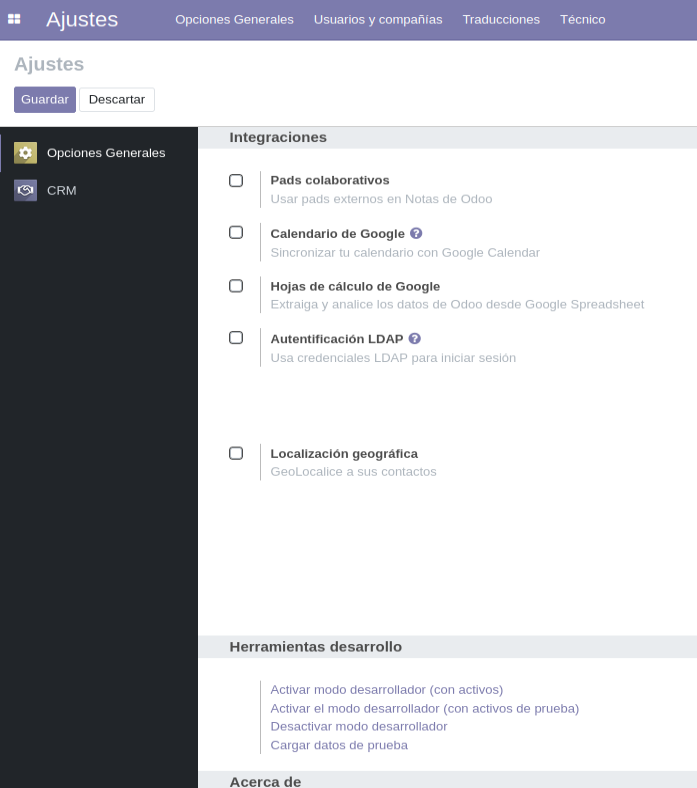 Ajustes Opciones Generales Usuarios y compañías Traducciones Técnico
Ajustes
Guardar Descartar
Opciones Generales
CRM
Integraciones
Pads colaborativos
Usar pads externos en Notas de Odoo
Calendario de Google
Sincronizar tu calendario con Google Calendar
Hojas de cálculo de Google
Extraiga y analice los datos de Odoo desde Google Spreadsheet
Autentificación LDAP
Usa credenciales LDAP para iniciar sesión
Localización geográfica
GeoLocalice a sus contactos
Herramientas desarrollo
Activar modo desarrollador (con activos)
Activar el modo desarrollador (con activos de prueba)
Desactivar modo desarrollador
Cargar datos de prueba
Acerca de